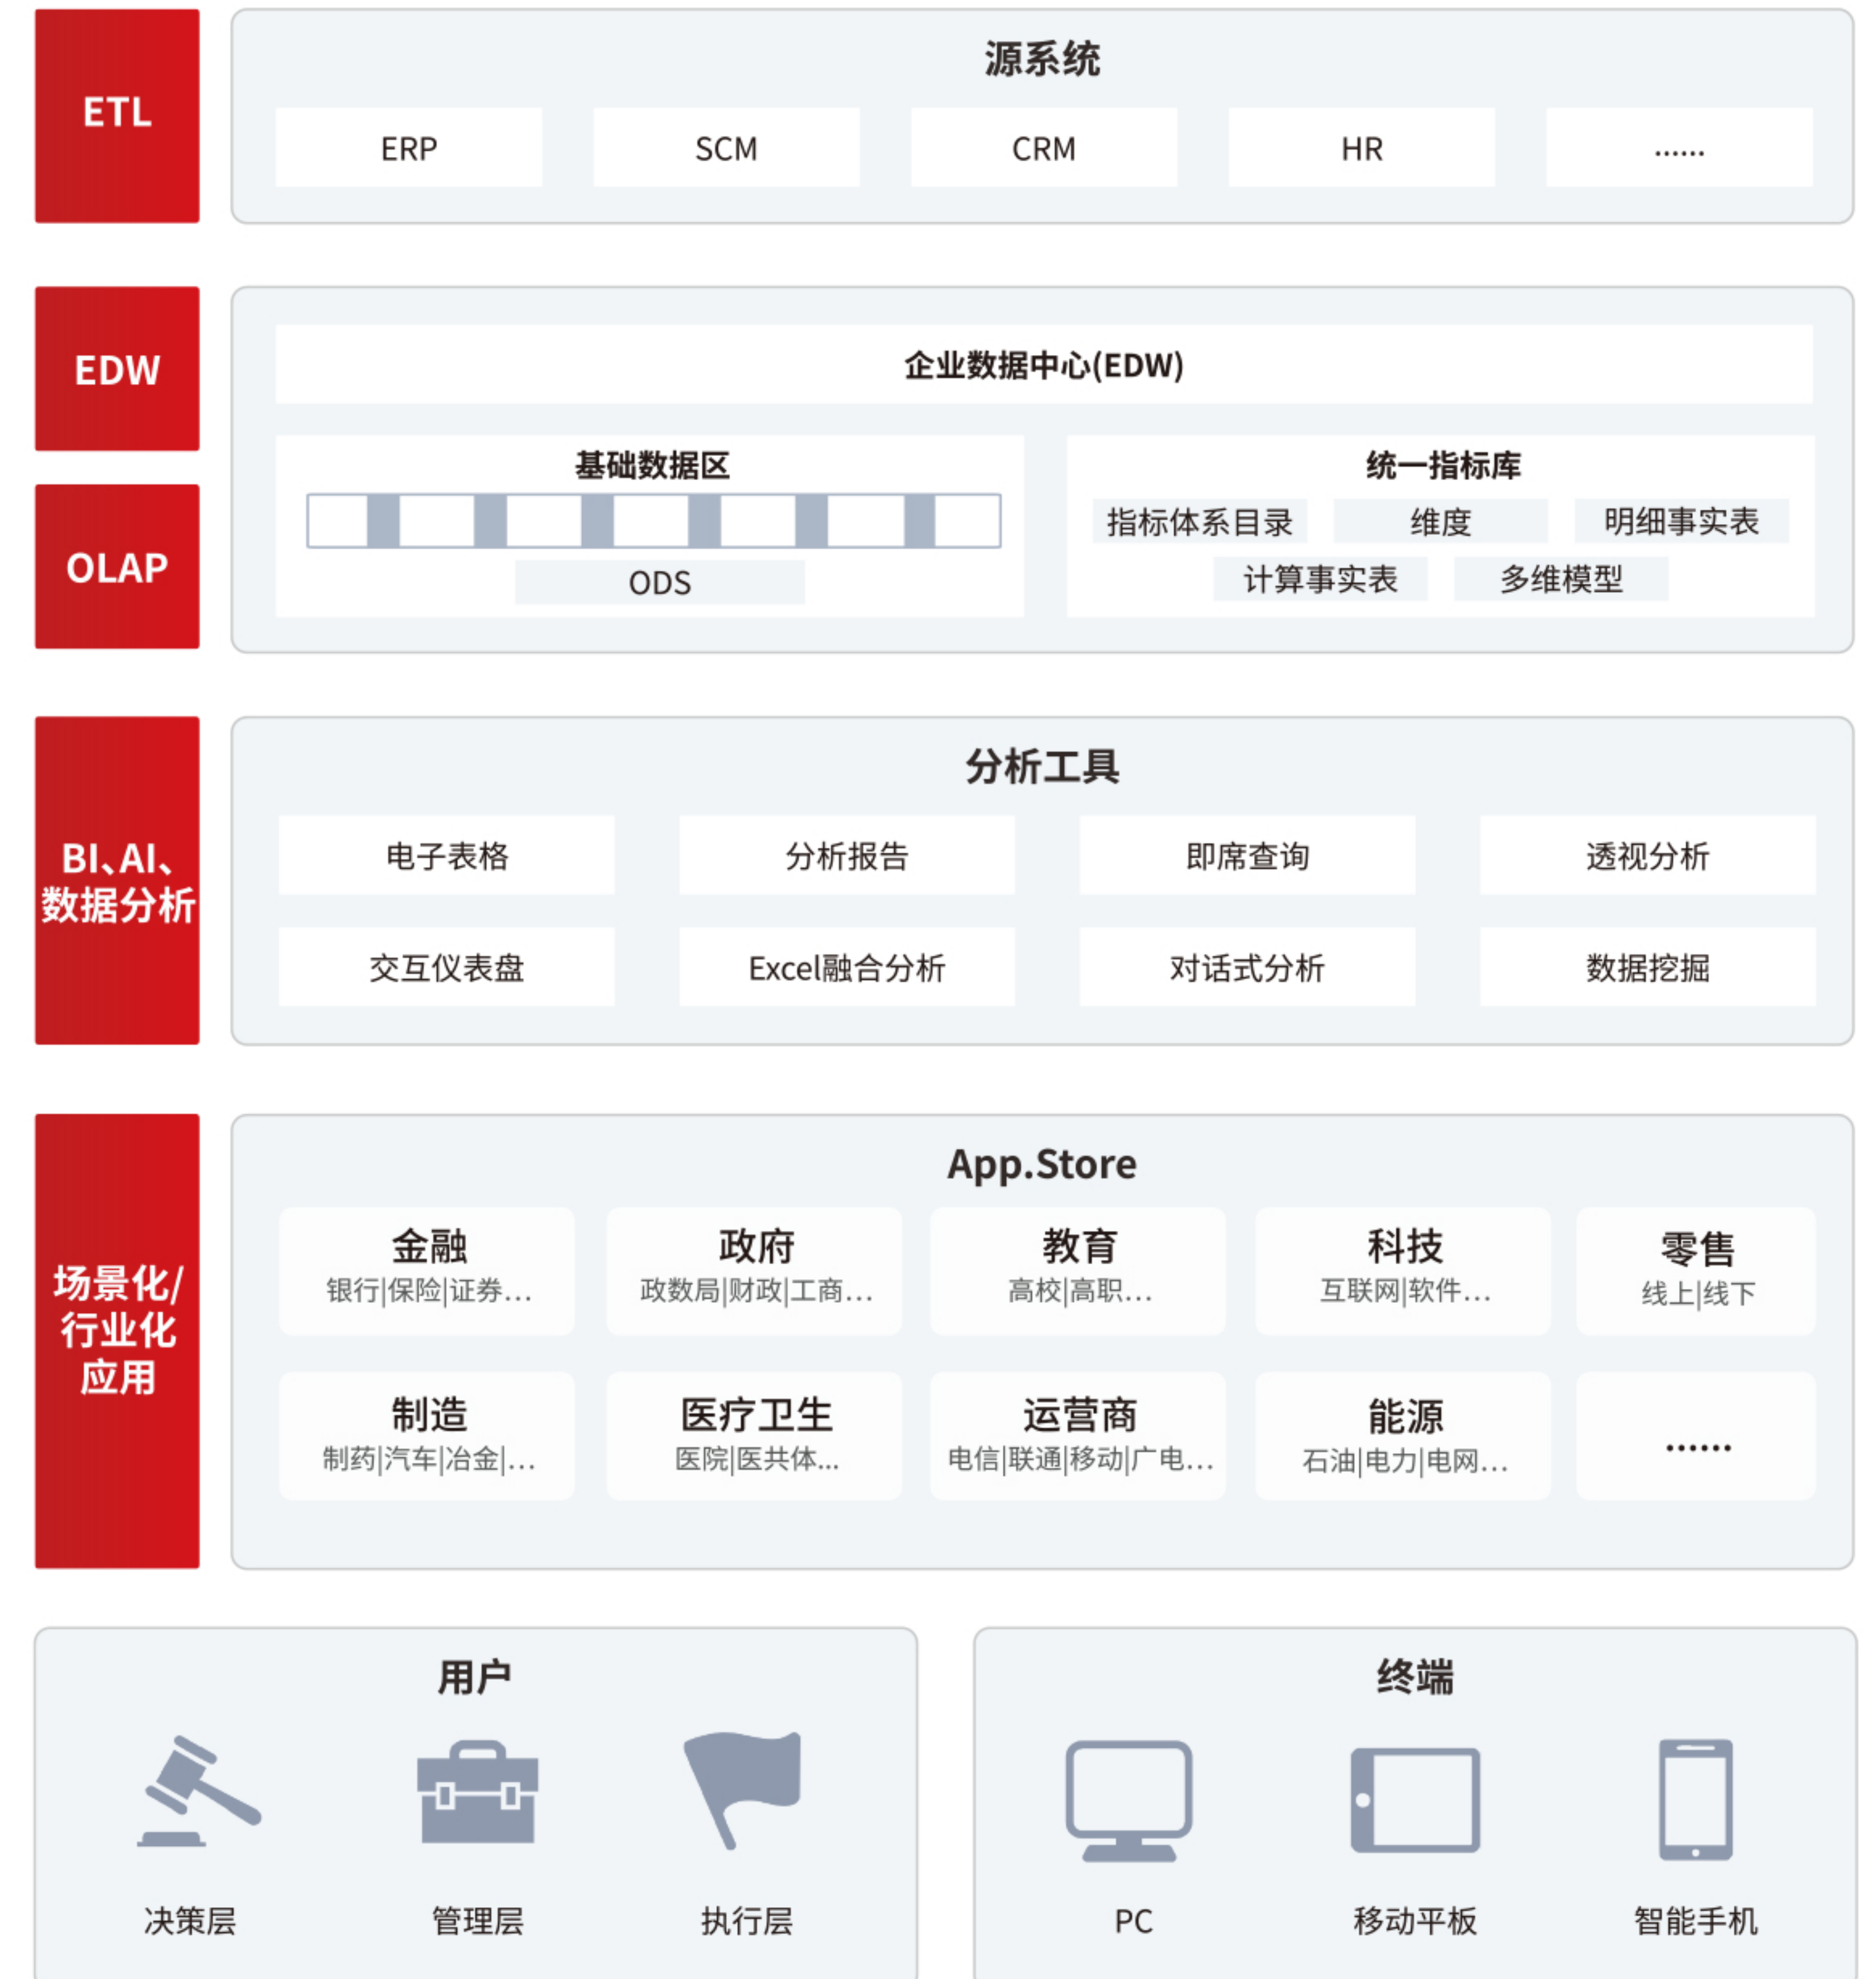 ETL
源系统
ERP
SCM
CRM
HR
······
EDW
OLAP
企业数据中心(EDW)
基础数据区
ODS
统一指标库
指标体系目录
维度
明细事实表
计算事实表
多维模型
BI、AI、
数据分析
分析工具
电子表格
分析报告
即席查询
透视分析
交互仪表盘
Excel融合分析
对话式分析
数据挖掘
场景化/
行业化
应用
App.Store
金融
银行|保险|证券...
政府
政数局|财政|工商...
教育
高校|高职...
科技
互联网|软件...
零售
线上|线下
制造
制药|汽车|冶金|...
医疗卫生
医院|医共体...
运营商
电信|联通|移动|广电...
能源
石油|电力|电网...
······
用户
决策层
管理层
执行层
终端
PC
移动平板
智能手机